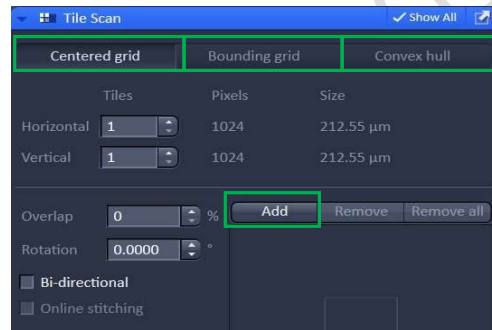 Tile Scan Show All
Centered grid Bounding grid Convex hull
Tiles Pixels Size
Horizontal 1 1024 212.55 µm
Vertical 1 1024 212.55 µm
Overlap 0 % Add Remove Remove all
Rotation 0.0000 °
Bi-directional
Online stitching